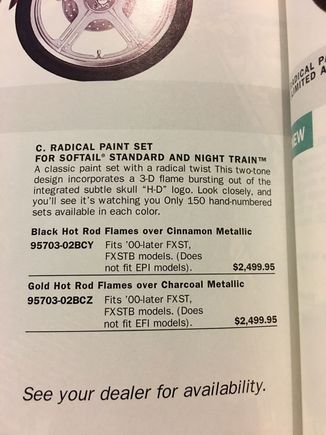 C. RADICAL PAINT SET
FOR SOFTAIL® STANDARD AND NIGHT TRAIN™
A classic paint set with a radical twist This two-tone
design incorporates a 3-D flame bursting out of the
integrated subtle skull "H-D" logo. Look closely, and
you'll see it's watching you Only 150 hand-numbered
sets available in each color.
Black Hot Rod Flames over Cinnamon Metallic
95703-02BCY Fits '00-later FXST,
FXSTB models. (Does
not fit EPI models). $2,499.95
Gold Hot Rod Flames over Charcoal Metallic
95703-02BCZ Fits '00-later FXST,
FXSTB models. (Does
not fit EFI models). $2,499.95
See your dealer for availability.
RADICAL PA
LIMITED A
NEW